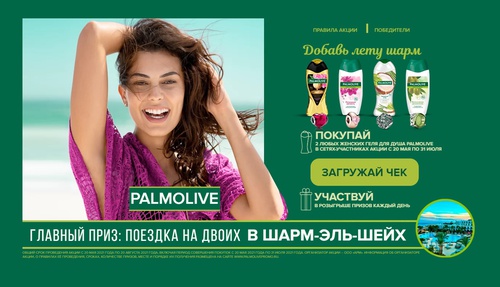 ПРАВИЛА АКЦИИ | ПОБЕДИТЕЛИ
Добавь лету шарм
PALMOLIVE
ПОКУПАЙ
2 ЛЮБЫХ ЖЕНСКИХ ГЕЛЯ ДЛЯ ДУША PALMOLIVE
В СЕТЯХ-УЧАСТНИКАХ АКЦИИ С 20 МАЯ ПО 31 ИЮЛЯ
ЗАГРУЖАЙ ЧЕК
УЧАСТВУЙ
В РОЗЫГРЫШЕ ПРИЗОВ КАЖДЫЙ ДЕНЬ
PALMOLIVE
ГЛАВНЫЙ ПРИЗ: ПОЕЗДКА НА ДВОИХ В ШАРМ-ЭЛЬ-ШЕЙХ